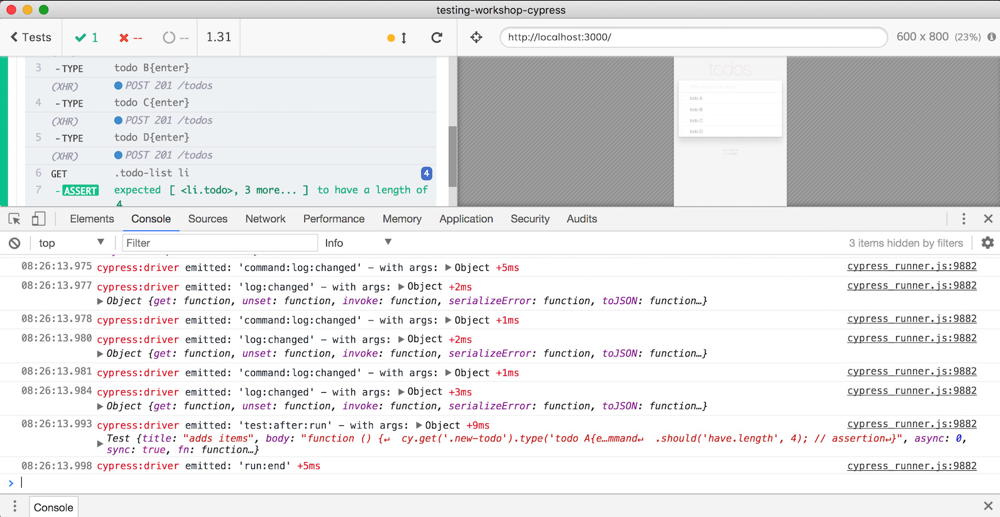 testing-workshop-cypress
Tests 1 -- -- 1.31 http://localhost:3000/ 600 x 800 (23%)
3 -TYPE todo B{enter}
(XHR) POST 201 /todos
4 -TYPE todo C{enter}
(XHR) POST 201 /todos
5 -TYPE todo D{enter}
(XHR) POST 201 /todos
6 GET .todo-list li 4
7 -ASSERT expected [ <li.todo>, 3 more... ] to have a length of
4
todos
todo A
todo B
todo C
todo D
Elements Console Sources Network Performance Memory Application Security Audits
top Filter Info 3 items hidden by filters
08:26:13.975 cypress:driver emitted: 'command:log:changed' – with args: ▶Object +5ms cypress_runner.js:9882
08:26:13.977 cypress:driver emitted: 'log:changed' – with args: ▶Object +2ms cypress_runner.js:9882
▶Object {get: function, unset: function, invoke: function, serializeError: function, toJSON: function…}
08:26:13.978 cypress:driver emitted: 'command:log:changed' – with args: ▶Object +1ms cypress_runner.js:9882
08:26:13.980 cypress:driver emitted: 'log:changed' – with args: ▶Object +2ms cypress_runner.js:9882
▶Object {get: function, unset: function, invoke: function, serializeError: function, toJSON: function…}
08:26:13.981 cypress:driver emitted: 'command:log:changed' – with args: ▶Object +1ms cypress_runner.js:9882
08:26:13.984 cypress:driver emitted: 'log:changed' – with args: ▶Object +3ms cypress_runner.js:9882
▶Object {get: function, unset: function, invoke: function, serializeError: function, toJSON: function…}
08:26:13.993 cypress:driver emitted: 'test:after:run' – with args: ▶Object +9ms cypress_runner.js:9882
▶Test {title: "adds items", body: "function () {↵  cy.get('.new-todo').type('todo A{e…mmand↵  .should('have.length', 4); // assertion↵}", async: 0,
sync: true, fn: function…}
08:26:13.998 cypress:driver emitted: 'run:end' +5ms cypress_runner.js:9882
>
Console